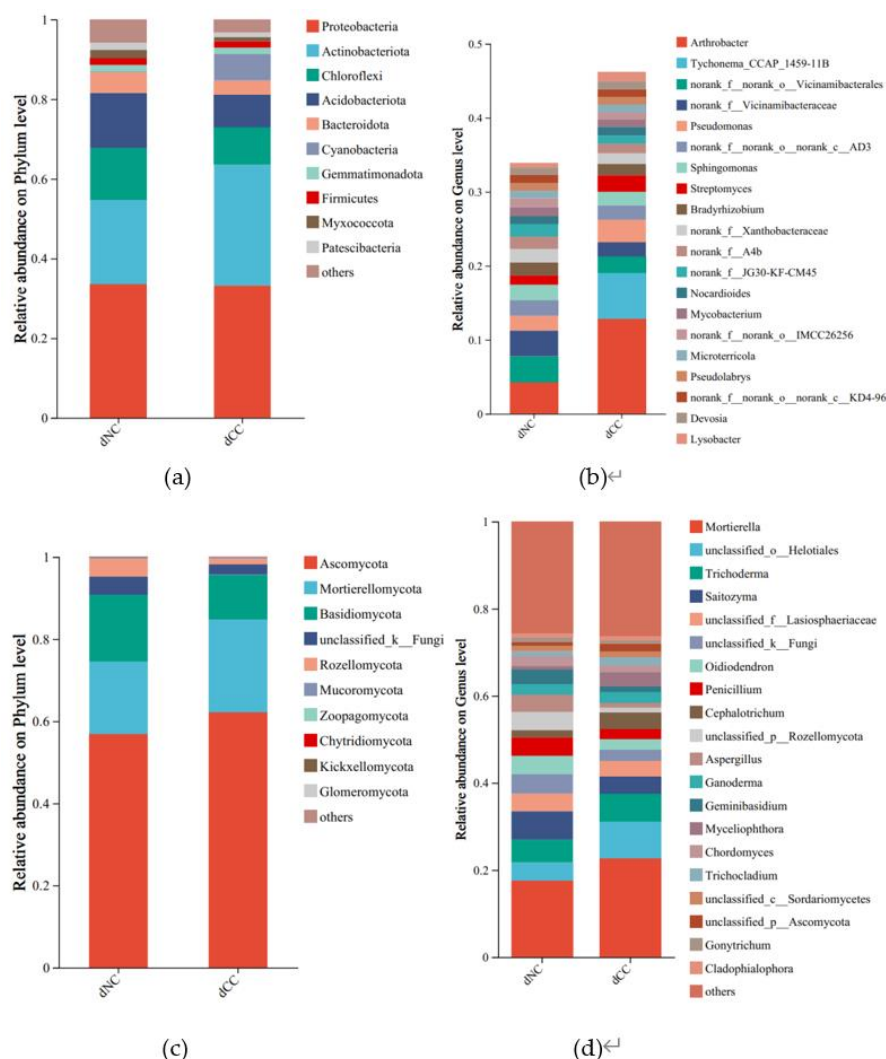 Relative abundance on Phylum level
1
0.8
0.6
0.4
0.2
0
dNC
dCC
Proteobacteria
Actinobacteriota
Chloroflexi
Acidobacteriota
Bacteroidota
Cyanobacteria
Gemmatimonadota
Firmicutes
Myxococcota
Patescibacteria
others
(a)
Relative abundance on Genus level
0.5
0.4
0.3
0.2
0.1
0
dNC
dCC
Arthrobacter
Tychonema_CCAP_1459-11B
norank_f__norank_o__Vicinamibacterales
norank_f__Vicinamibacteraceae
Pseudomonas
norank_f__norank_o__norank_c__AD3
Sphingomonas
Streptomyces
Bradyrhizobium
norank_f__Xanthobacteraceae
norank_f__A4b
norank_f__JG30-KF-CM45
Nocardioides
Mycobacterium
norank_f__norank_o__IMCC26256
Microterricola
Pseudolabrys
norank_f__norank_o__norank_c__KD4-96
Devosia
Lysobacter
(b)↵
Relative abundance on Phylum level
1
0.8
0.6
0.4
0.2
0
dNC
dCC
Ascomycota
Mortierellomycota
Basidiomycota
unclassified_k__Fungi
Rozellomycota
Mucoromycota
Zoopagomycota
Chytridiomycota
Kickxellomycota
Glomeromycota
others
(c)
Relative abundance on Genus level
1
0.8
0.6
0.4
0.2
0
dNC
dCC
Mortierella
unclassified_o__Helotiales
Trichoderma
Saitozyma
unclassified_f__Lasiosphaeriaceae
unclassified_k__Fungi
Oidiodendron
Penicillium
Cephalotrichum
unclassified_p__Rozellomycota
Aspergillus
Ganoderma
Geminibasidium
Myceliophthora
Chordomyces
Trichocladium
unclassified_c__Sordariomycetes
unclassified_p__Ascomycota
Gonytrichum
Cladophialophora
others
(d)↵